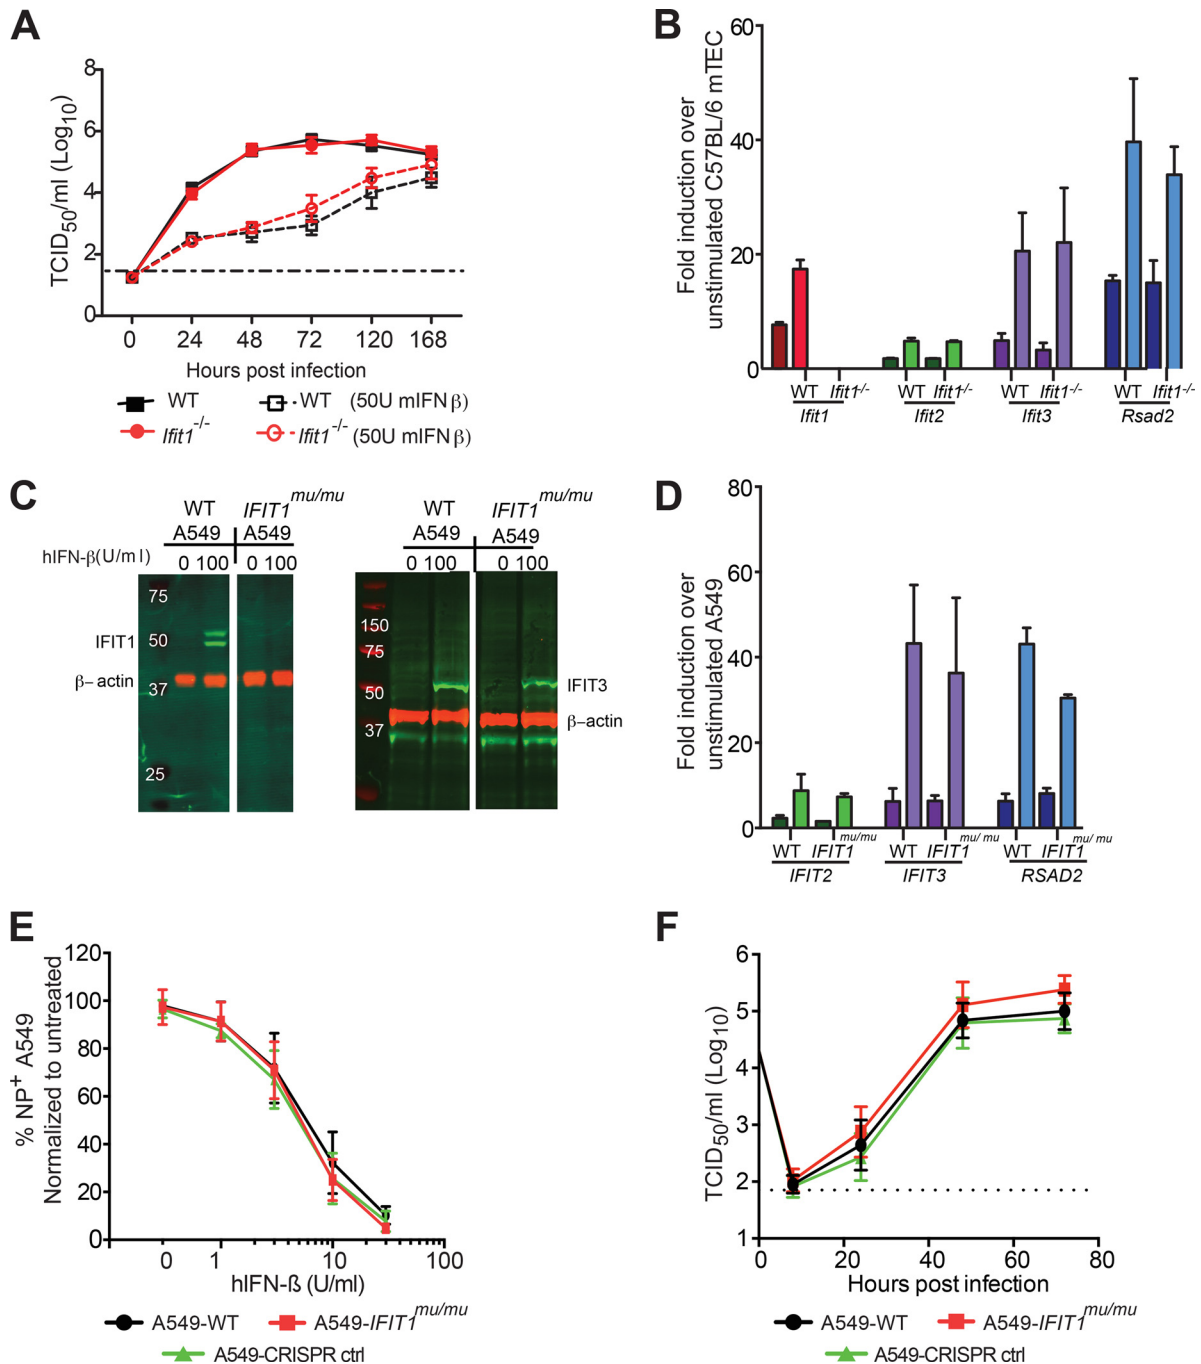 A
TCID50/ml (Log10)
8
6
4
2
0
0 24 48 72 120 168
Hours post infection
WT
WT (50U mIFNβ)
Ifit1-/-
Ifit1-/- (50U mIFNβ)
B
Fold induction over
unstimulated C57BL/6 mTEC
60
40
20
0
WT Ifit1-/- WT Ifit1-/- WT Ifit1-/- WT Ifit1-/-
Ifit1 Ifit2 Ifit3 Rsad2
C
WT IFIT1mu/mu
A549 A549
hIFN-β(U/ml) 0 100 0 100
75
IFIT1 50
β–actin 37
25
WT IFIT1mu/mu
A549 A549
0 100 0 100
150
75
50 IFIT3
37 β–actin
D
Fold induction over
unstimulated A549
80
60
40
20
0
WT IFIT1mu/mu WT IFIT1mu/mu WT IFIT1mu/mu
IFIT2 IFIT3 RSAD2
E
% NP+ A549
Normalized to untreated
120
100
80
60
40
20
0
0 1 10 100
hIFN-ß (U/ml)
A549-WT A549-IFIT1mu/mu
A549-CRISPR ctrl
F
TCID50/ml (Log10)
6
5
4
3
2
1
0 20 40 60 80
Hours post infection
A549-WT A549-IFIT1mu/mu
A549-CRISPR ctrl